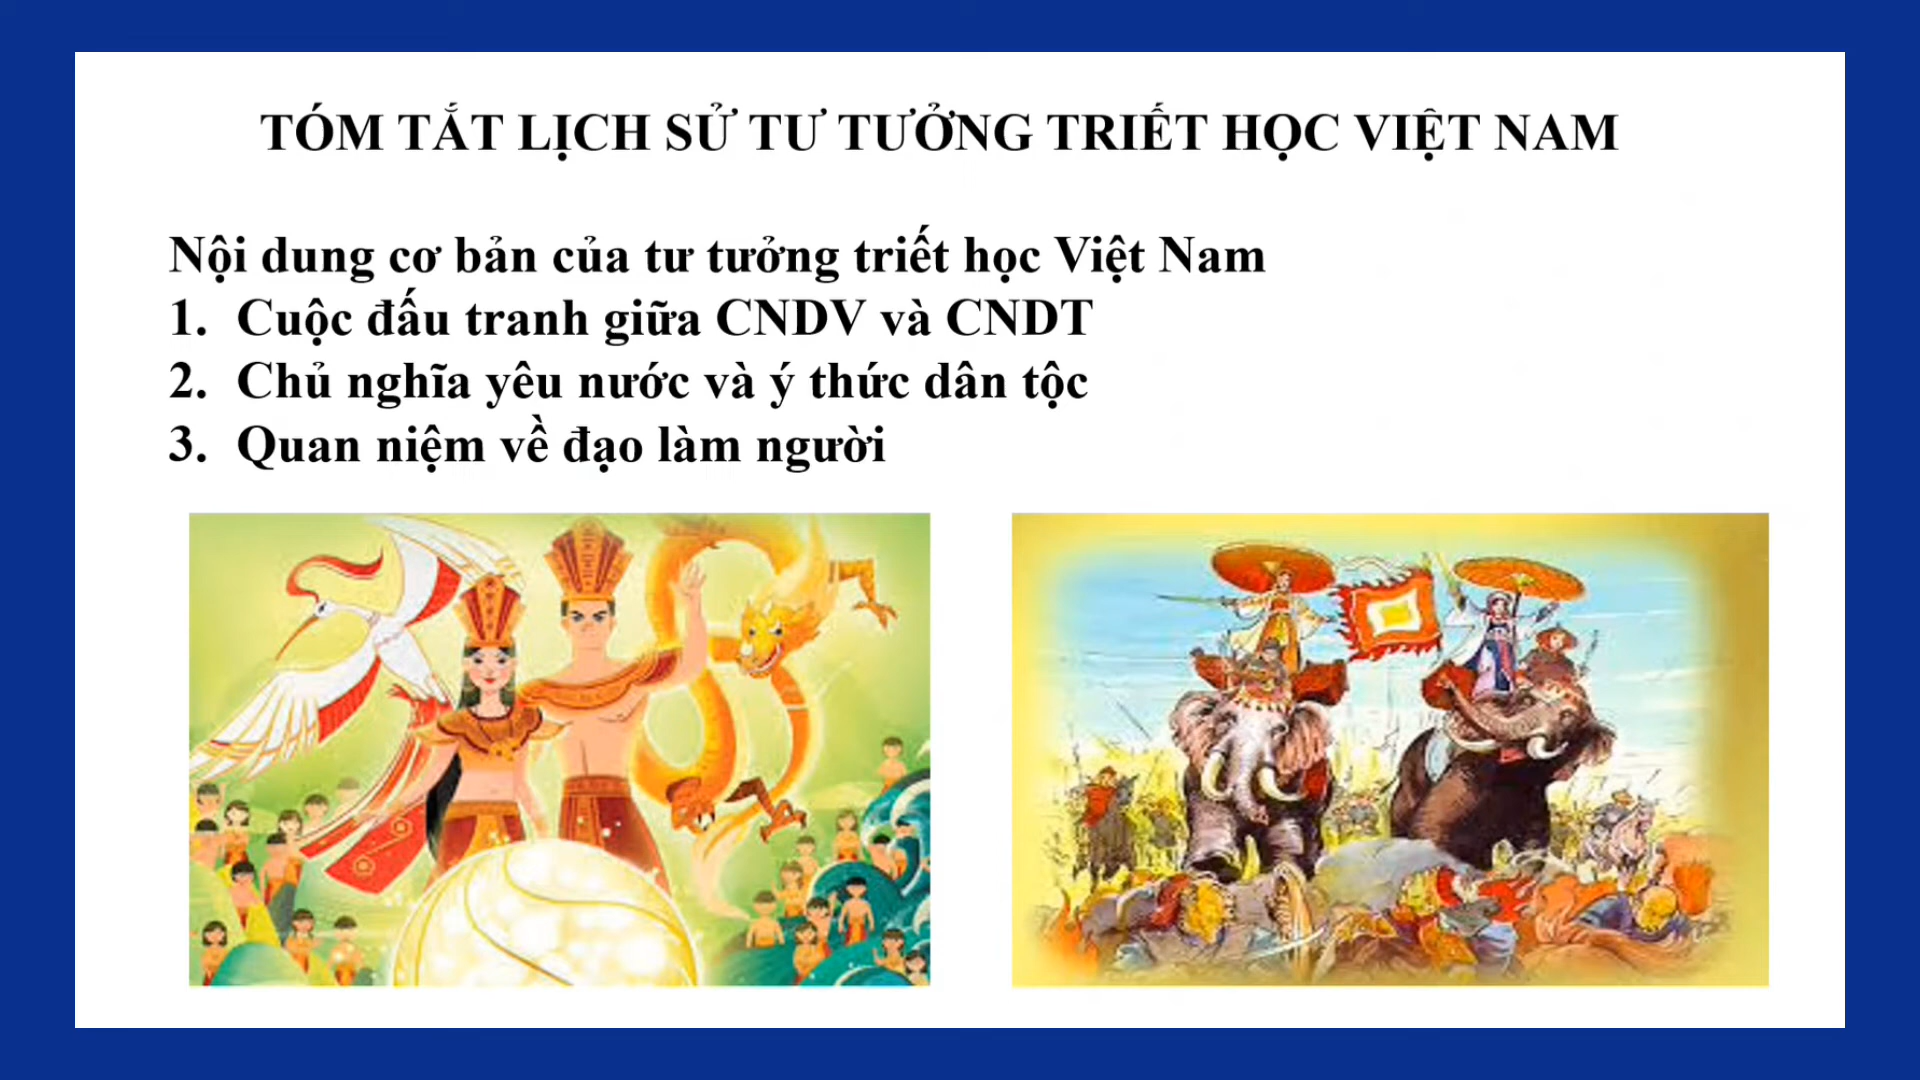 TÓM TẮT LỊCH SỬ TƯ TƯỞNG TRIẾT HỌC VIỆT NAM
Nội dung cơ bản của tư tưởng triết học Việt Nam
1. Cuộc đấu tranh giữa CNDV và CNDT
2. Chủ nghĩa yêu nước và ý thức dân tộc
3. Quan niệm về đạo làm người